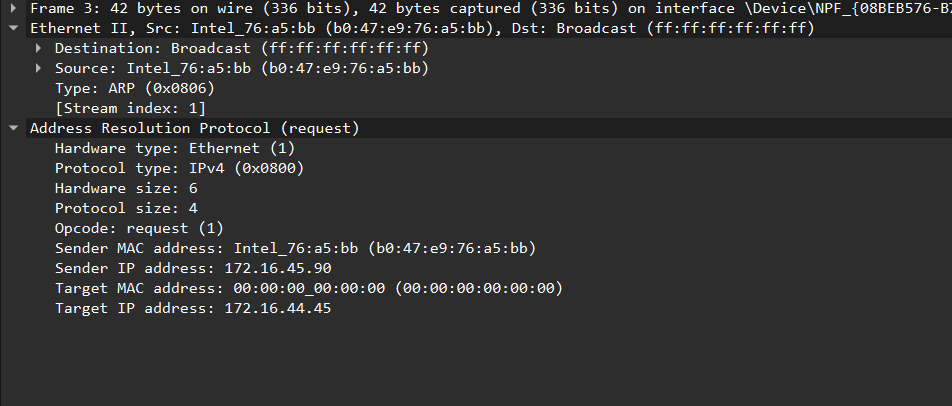 Frame 3: 42 bytes on wire (336 bits), 42 bytes captured (336 bits) on interface \Device\NPF_{08BEB576-B7
Ethernet II, Src: Intel_76:a5:bb (b0:47:e9:76:a5:bb), Dst: Broadcast (ff:ff:ff:ff:ff:ff)
Destination: Broadcast (ff:ff:ff:ff:ff:ff)
Source: Intel_76:a5:bb (b0:47:e9:76:a5:bb)
Type: ARP (0x0806)
[Stream index: 1]
Address Resolution Protocol (request)
Hardware type: Ethernet (1)
Protocol type: IPv4 (0x0800)
Hardware size: 6
Protocol size: 4
Opcode: request (1)
Sender MAC address: Intel_76:a5:bb (b0:47:e9:76:a5:bb)
Sender IP address: 172.16.45.90
Target MAC address: 00:00:00_00:00:00 (00:00:00:00:00:00)
Target IP address: 172.16.44.45